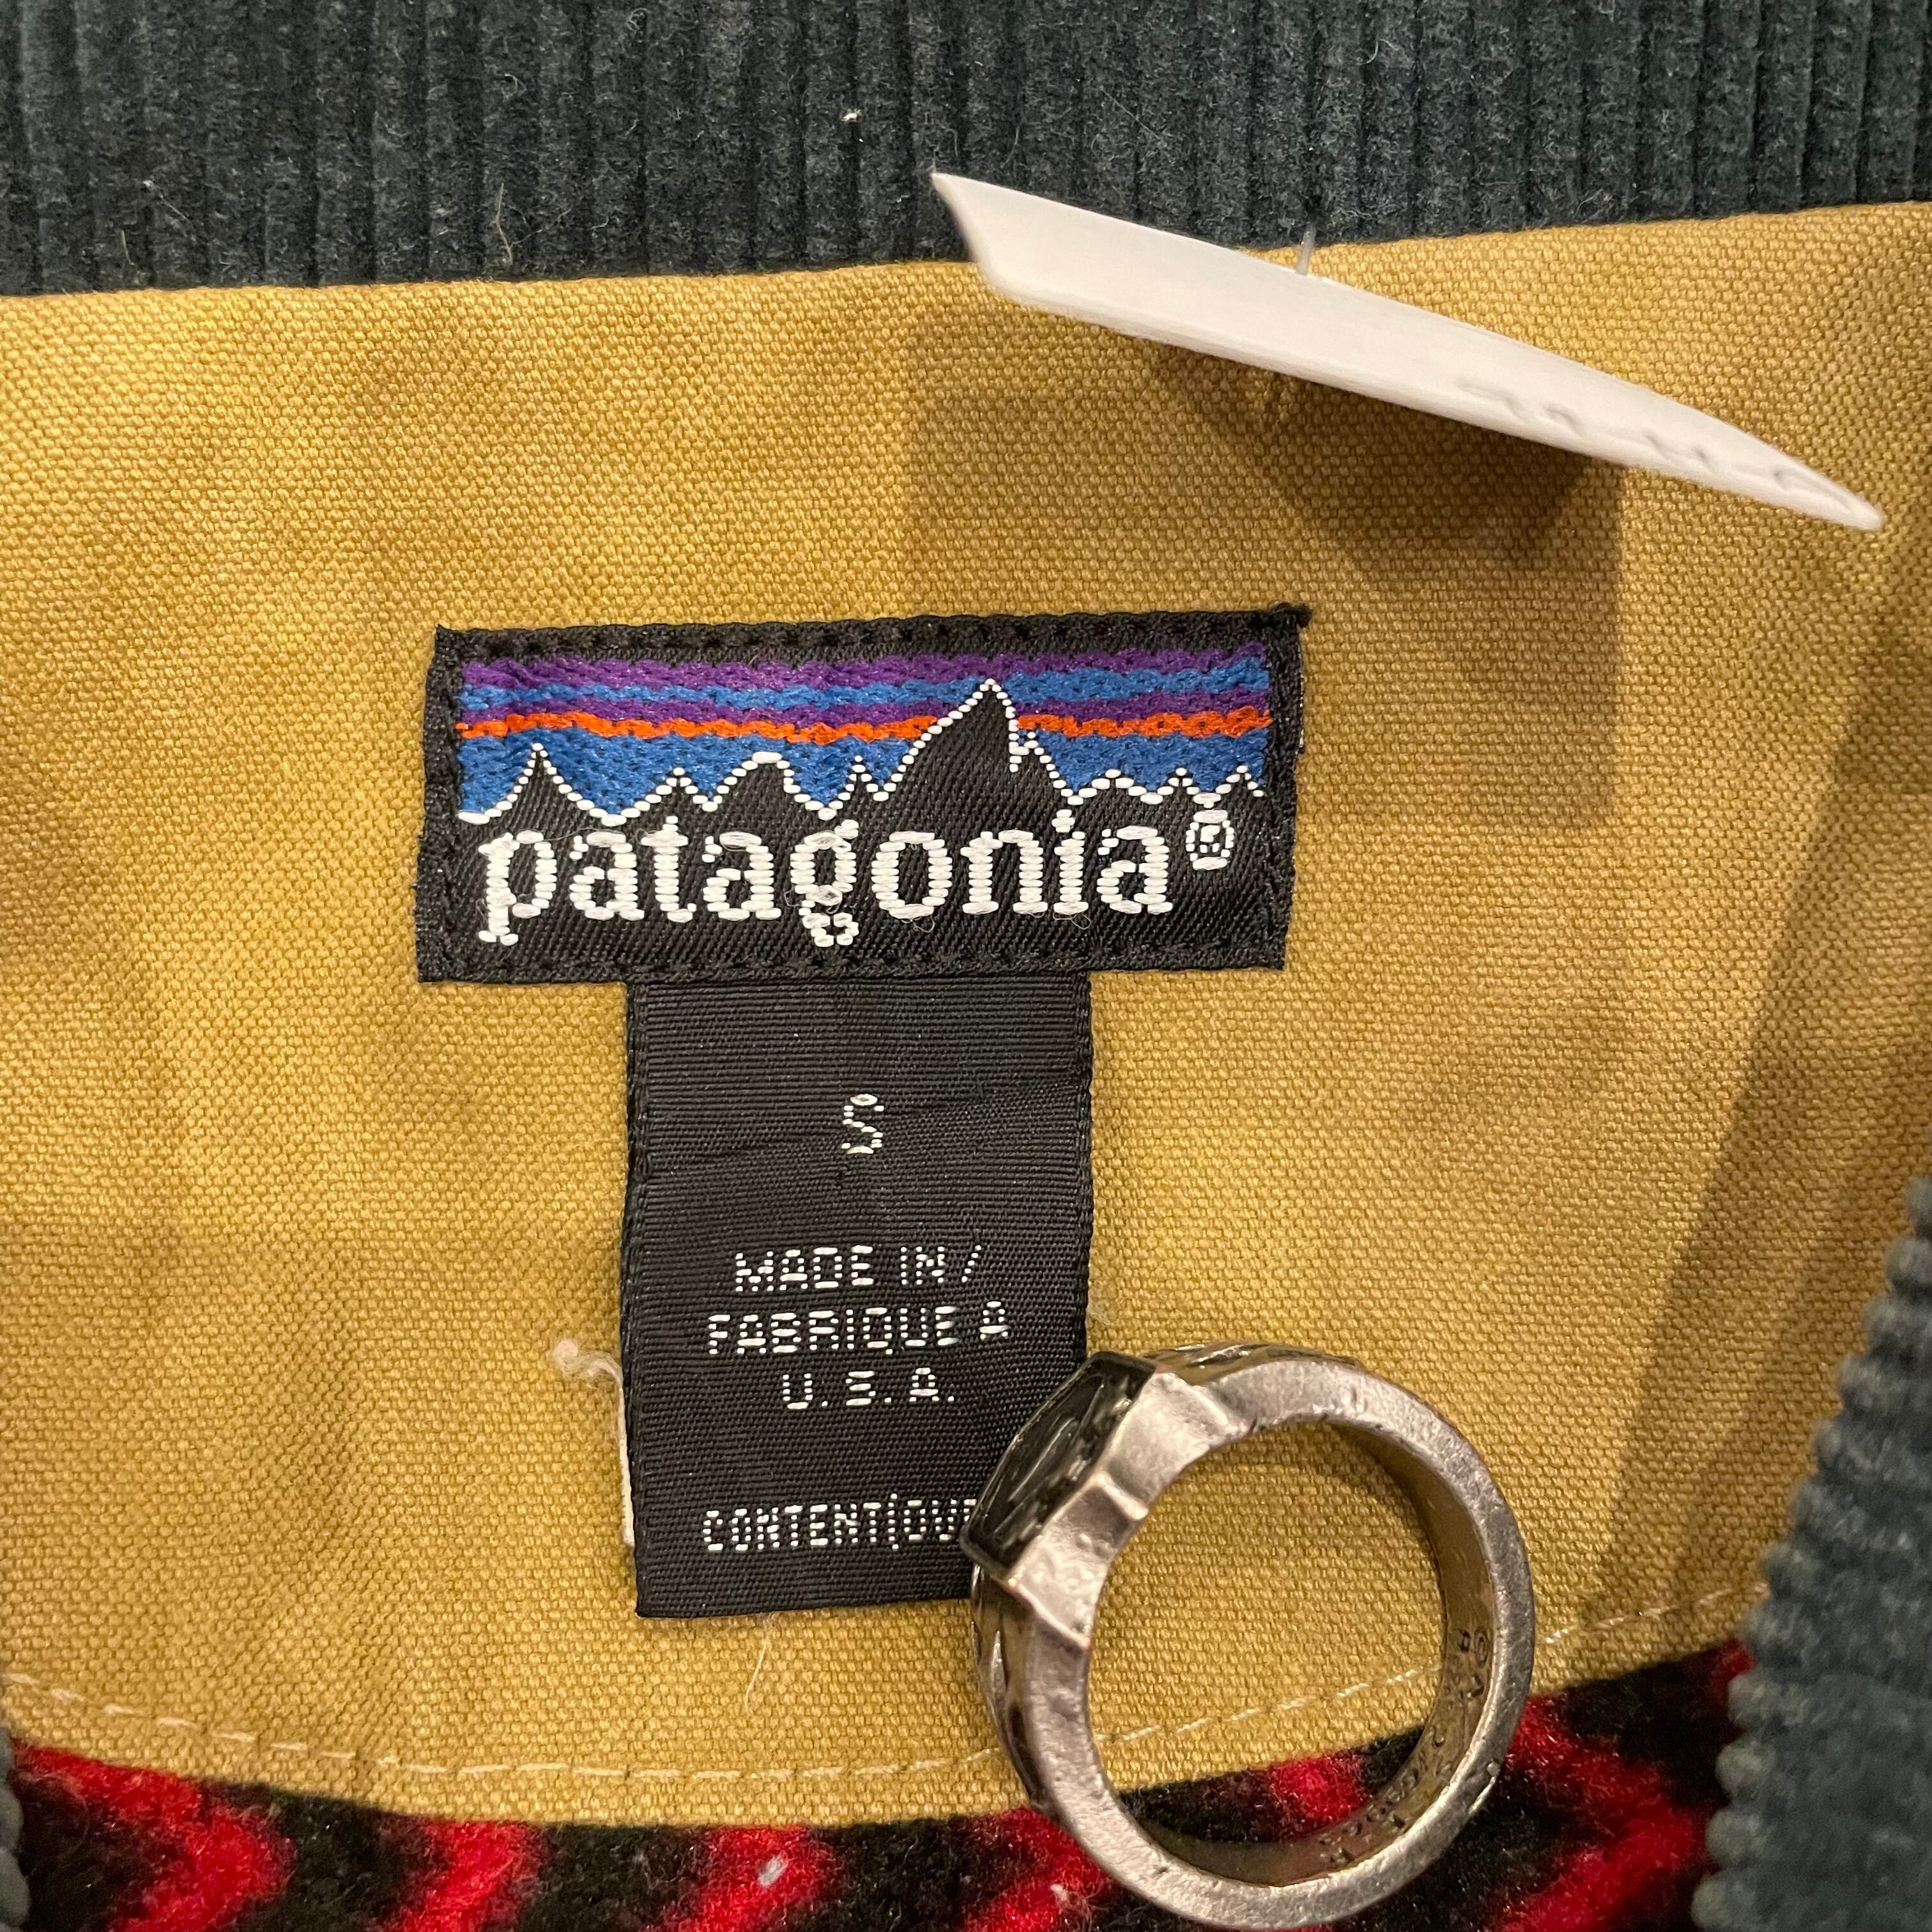 patagonia®
S
MADE IN /
FABRIQUE A
U.S.A.